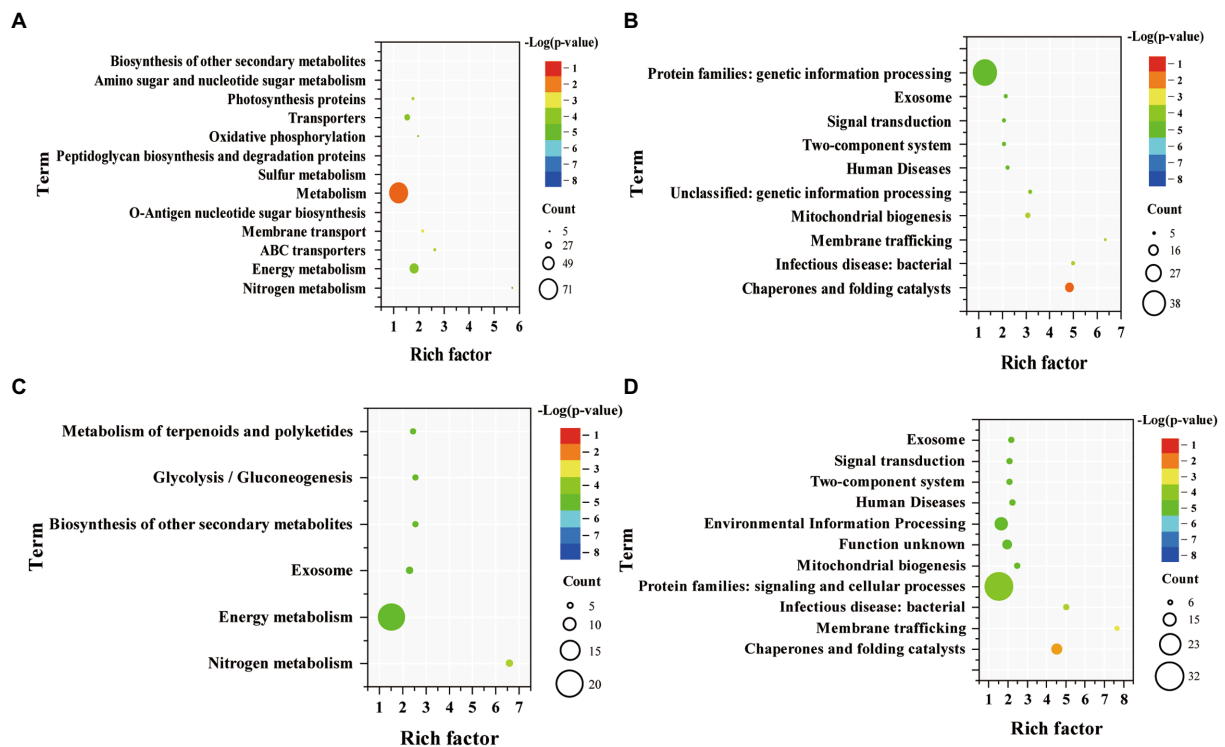 A
-Log(p-value)
Biosynthesis of other secondary metabolites
Amino sugar and nucleotide sugar metabolism
Photosynthesis proteins
Transporters
Oxidative phosphorylation
Peptidoglycan biosynthesis and degradation proteins
Sulfur metabolism
Metabolism
O-Antigen nucleotide sugar biosynthesis
Membrane transport
ABC transporters
Energy metabolism
Nitrogen metabolism
Term
1
2
3
4
5
6
7
8
Count
5
27
49
71
1 2 3 4 5 6
Rich factor
B
-Log(p-value)
Protein families: genetic information processing
Exosome
Signal transduction
Two-component system
Human Diseases
Unclassified: genetic information processing
Mitochondrial biogenesis
Membrane trafficking
Infectious disease: bacterial
Chaperones and folding catalysts
Term
1
2
3
4
5
6
7
8
Count
5
16
27
38
1 2 3 4 5 6 7
Rich factor
C
-Log(p-value)
Metabolism of terpenoids and polyketides
Glycolysis / Gluconeogenesis
Biosynthesis of other secondary metabolites
Exosome
Energy metabolism
Nitrogen metabolism
Term
1
2
3
4
5
6
7
8
Count
5
10
15
20
1 2 3 4 5 6 7
Rich factor
D
-Log(p-value)
Exosome
Signal transduction
Two-component system
Human Diseases
Environmental Information Processing
Function unknown
Mitochondrial biogenesis
Protein families: signaling and cellular processes
Infectious disease: bacterial
Membrane trafficking
Chaperones and folding catalysts
Term
1
2
3
4
5
6
7
8
Count
6
15
23
32
1 2 3 4 5 6 7 8
Rich factor